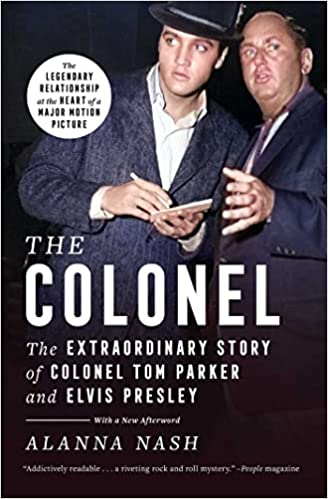 The
LEGENDARY
RELATIONSHIP
at the HEART of a
MAJOR MOTION
PICTURE
THE
COLONEL
The EXTRAORDINARY STORY
of COLONEL TOM PARKER
and ELVIS PRESLEY
With a New Afterword
ALANNA NASH
"Addictively readable . . . a riveting rock and roll mystery." –People magazine